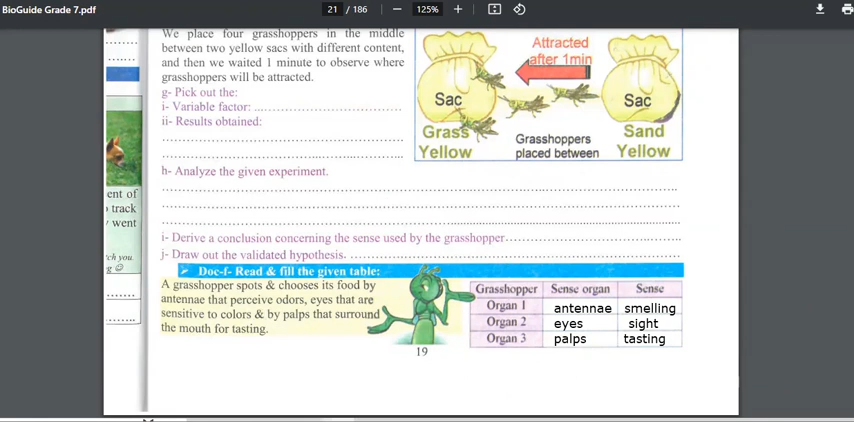 BioGuide Grade 7.pdf
21 / 186
125%
We place four grasshoppers in the middle
between two yellow sacs with different content,
and then we waited 1 minute to observe where
grasshoppers will be attracted.
g- Pick out the:
i- Variable factor: ..........................................
ii- Results obtained:
h- Analyze the given experiment.
i- Derive a conclusion concerning the sense used by the grasshopper..................................................
j- Draw out the validated hypothesis. ..................................................
Attracted
after 1min
Sac
Grass
Yellow
Grasshoppers
placed between
Sac
Sand
Yellow
ent of
track
went
ch you.
g ☺
➤ Doc-f- Read & fill the given table:
A grasshopper spots & chooses its food by
antennae that perceive odors, eyes that are
sensitive to colors & by palps that surround
the mouth for tasting.
Grasshopper Sense organ Sense
Organ 1 antennae smelling
Organ 2 eyes sight
Organ 3 palps tasting
19